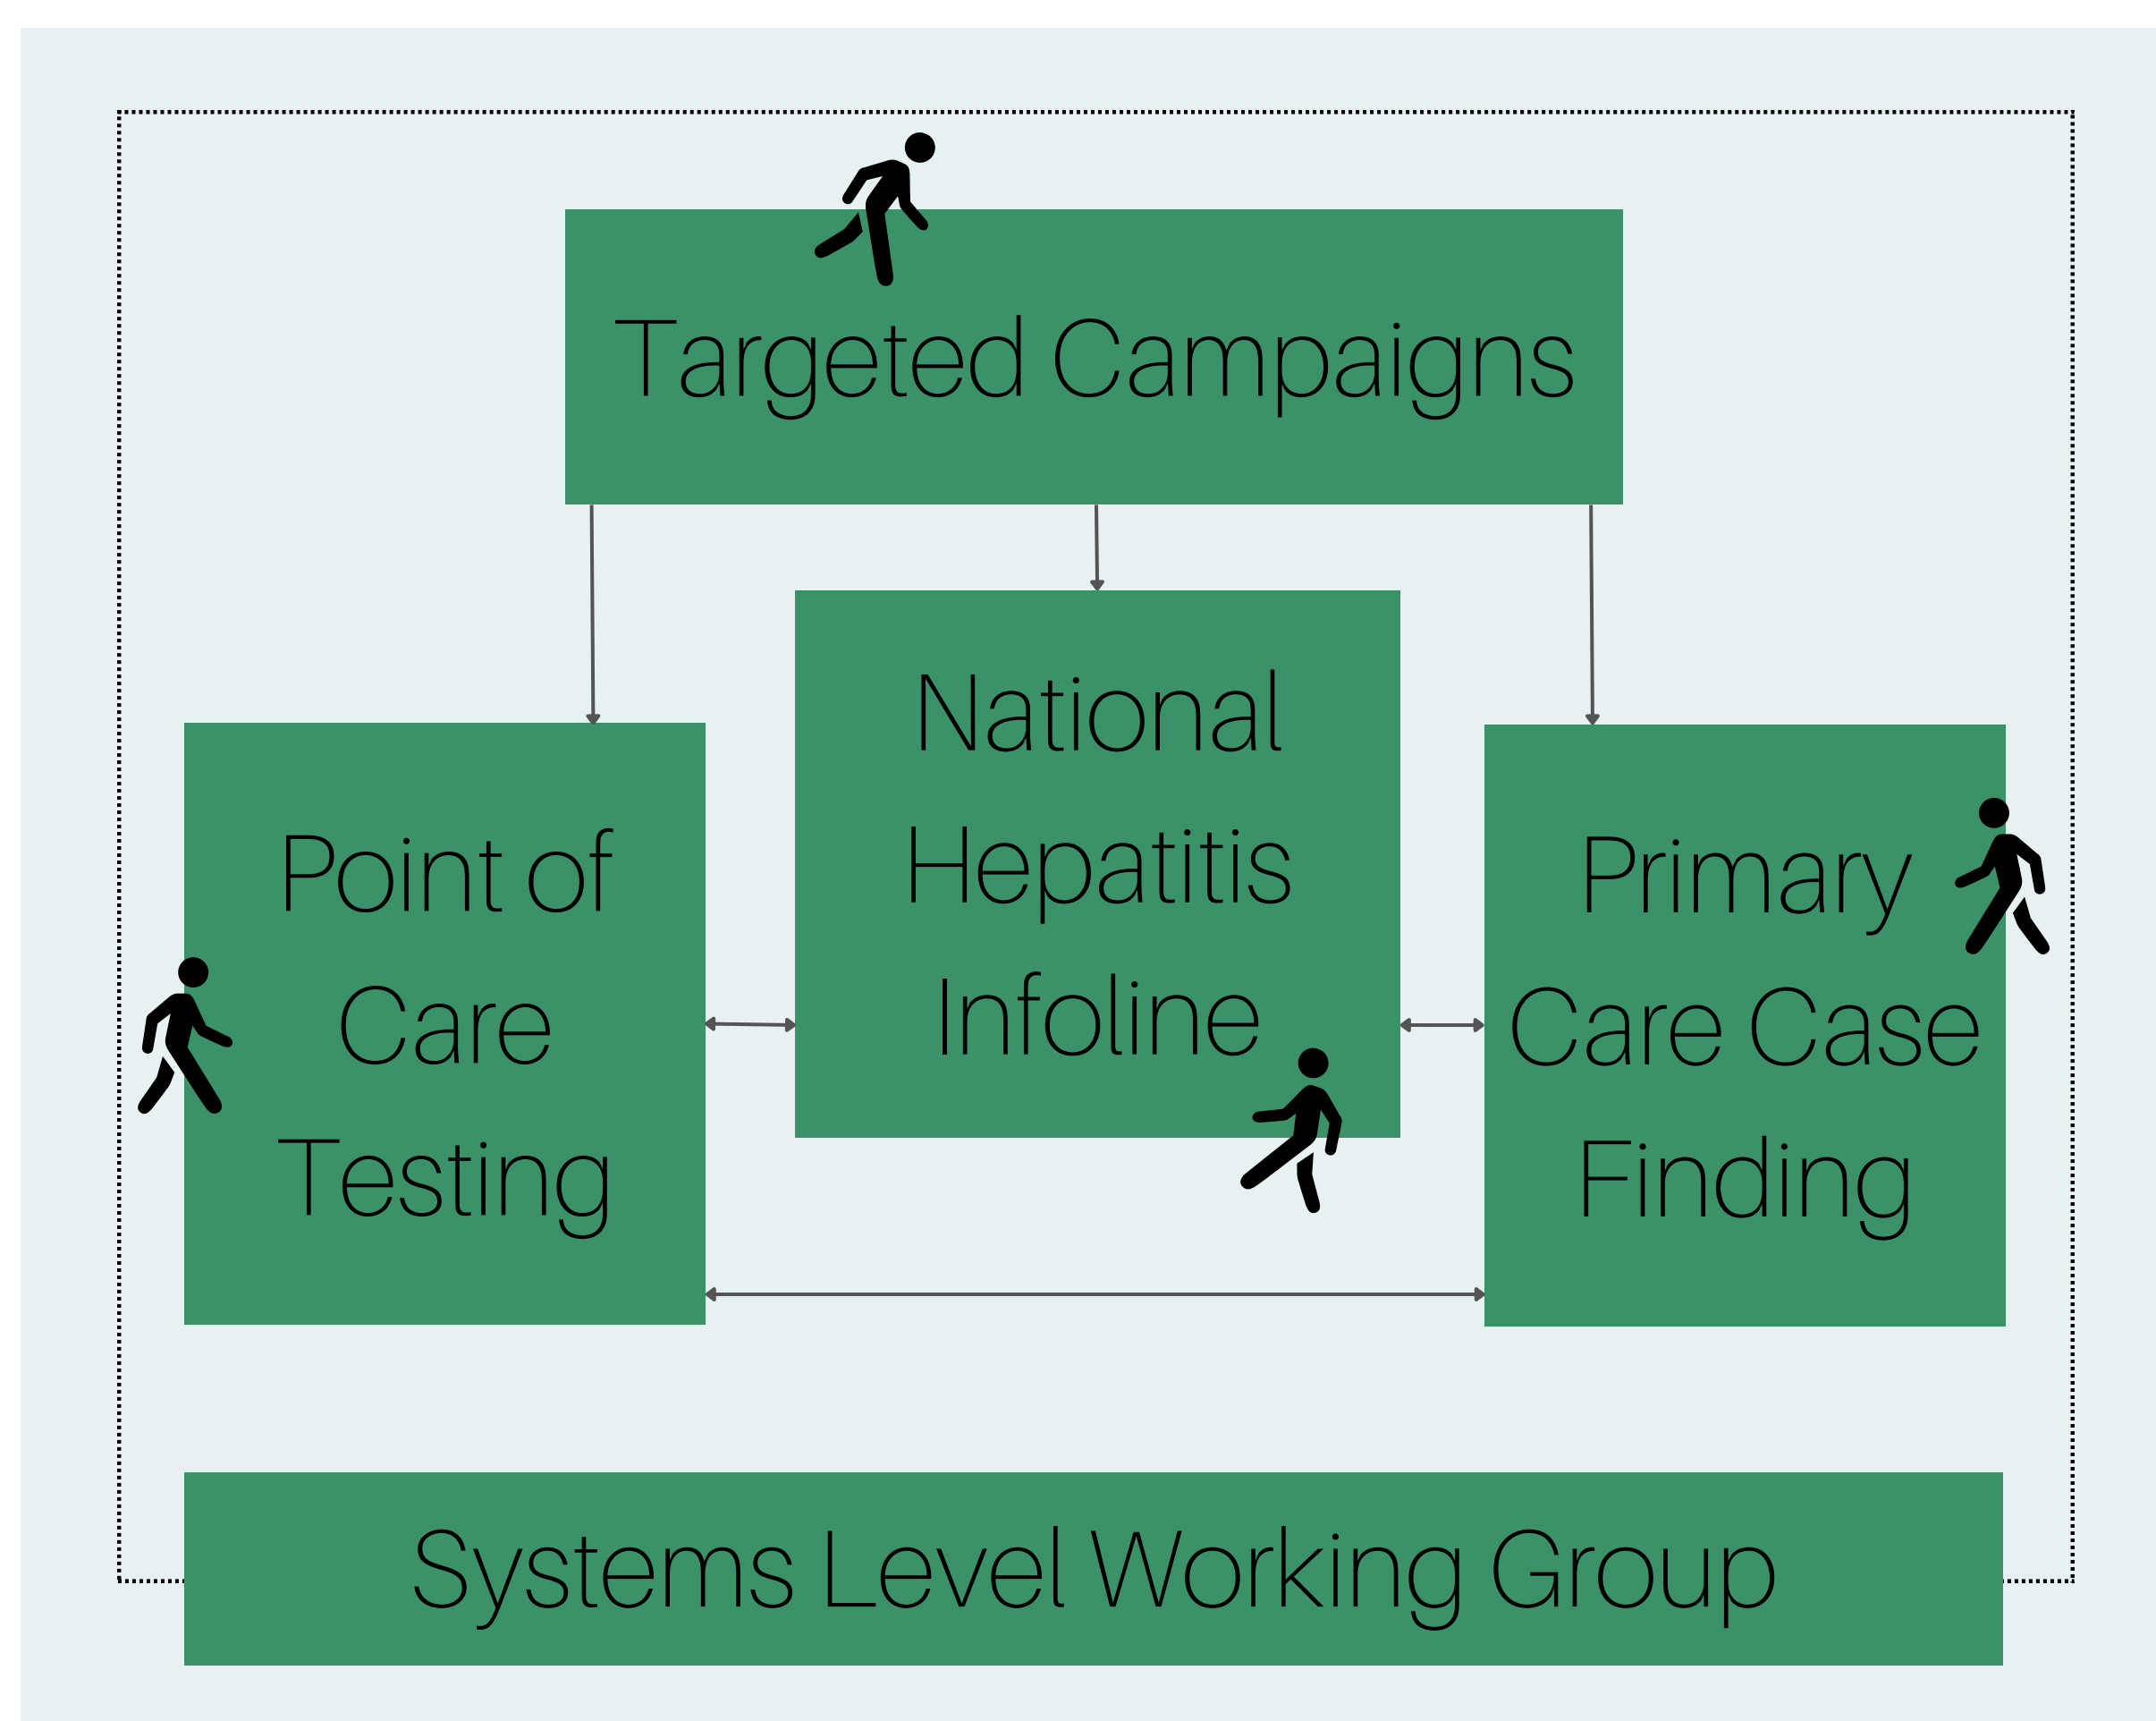 Targeted Campaigns
National
Hepatitis
Infoline
Point of
Care
Testing
Primary
Care Case
Finding
Systems Level Working Group